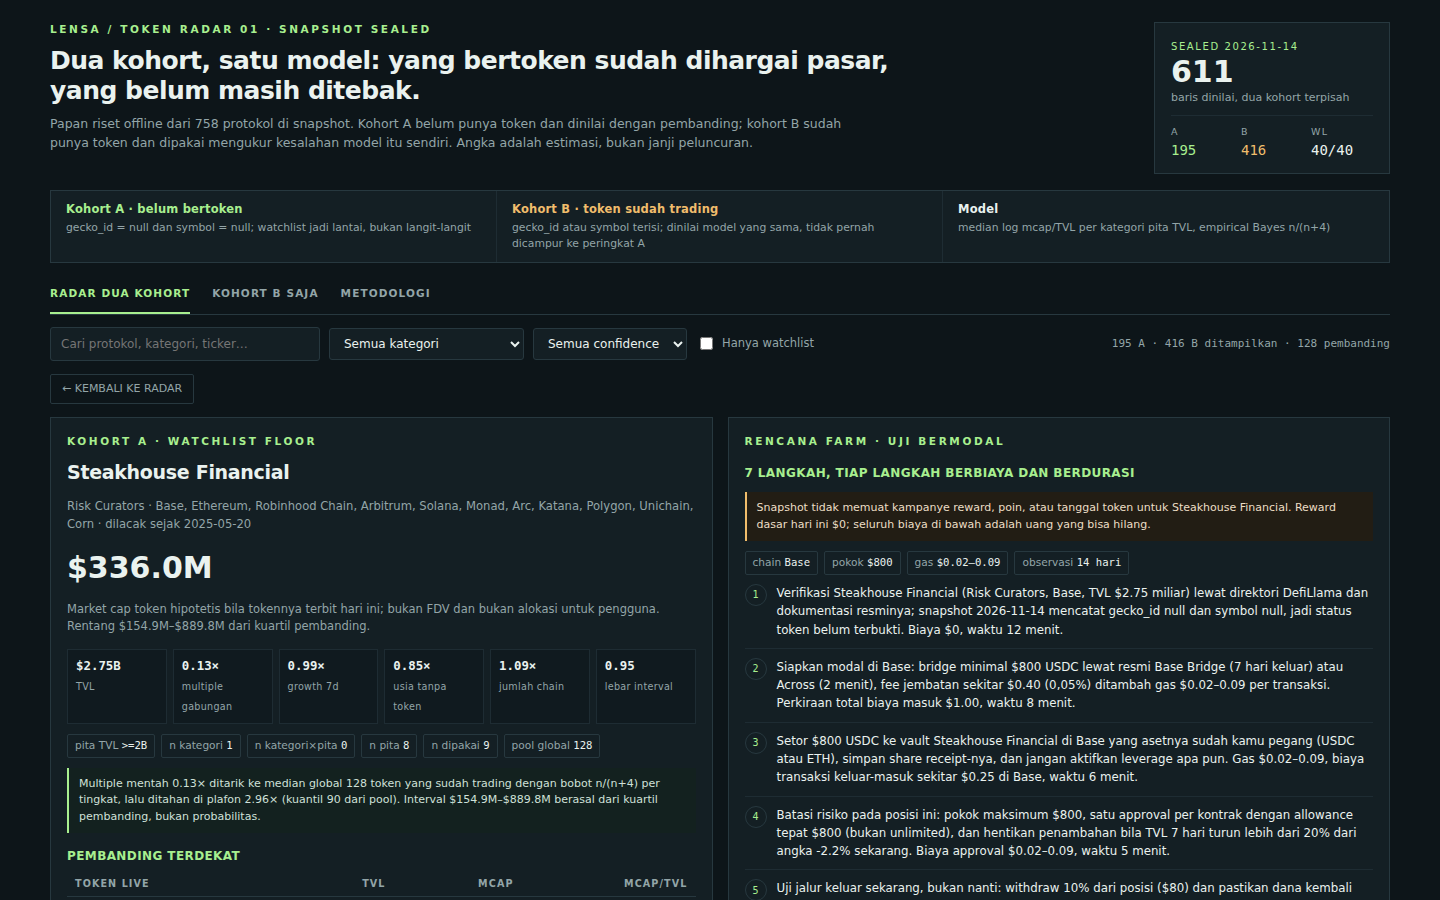 LENSA / TOKEN RADAR 01 · SNAPSHOT SEALED
Dua kohort, satu model: yang bertoken sudah dihargai pasar,
yang belum masih ditebak.
Papan riset offline dari 758 protokol di snapshot. Kohort A belum punya token dan dinilai dengan pembanding; kohort B sudah
punya token dan dipakai mengukur kesalahan model itu sendiri. Angka adalah estimasi, bukan janji peluncuran.
SEALED 2026-11-14
611
baris dinilai, dua kohort terpisah
A B WL
195 416 40/40
Kohort A · belum bertoken
gecko_id = null dan symbol = null; watchlist jadi lantai, bukan langit-langit
Kohort B · token sudah trading
gecko_id atau symbol terisi; dinilai model yang sama, tidak pernah
dicampur ke peringkat A
Model
median log mcap/TVL per kategori pita TVL, empirical Bayes n/(n+4)
RADAR DUA KOHORT KOHORT B SAJA METODOLOGI
Cari protokol, kategori, ticker... Semua kategori Semua confidence Hanya watchlist 195 A · 416 B ditampilkan · 128 pembanding
← KEMBALI KE RADAR
KOHORT A · WATCHLIST FLOOR
Steakhouse Financial
Risk Curators · Base, Ethereum, Robinhood Chain, Arbitrum, Solana, Monad, Arc, Katana, Polygon, Unichain,
Corn · dilacak sejak 2025-05-20
$336.0M
Market cap token hipotetis bila tokennya terbit hari ini; bukan FDV dan bukan alokasi untuk pengguna.
Rentang $154.9M–$889.8M dari kuartil pembanding.
$2.75B 0.13× 0.99× 0.85× 1.09× 0.95
TVL multiple growth 7d usia tanpa jumlah chain lebar interval
gabungan token
pita TVL >=2B n kategori 1 n kategori×pita 0 n pita 8 n dipakai 9 pool global 128
Multiple mentah 0.13× ditarik ke median global 128 token yang sudah trading dengan bobot n/(n+4) per
tingkat, lalu ditahan di plafon 2.96× (kuantil 90 dari pool). Interval $154.9M–$889.8M berasal dari kuartil
pembanding, bukan probabilitas.
PEMBANDING TERDEKAT
TOKEN LIVE TVL MCAP MCAP/TVL
RENCANA FARM · UJI BERMODAL
7 LANGKAH, TIAP LANGKAH BERBIAYA DAN BERDURASI
Snapshot tidak memuat kampanye reward, poin, atau tanggal token untuk Steakhouse Financial. Reward
dasar hari ini $0; seluruh biaya di bawah adalah uang yang bisa hilang.
chain Base pokok $800 gas $0.02–0.09 observasi 14 hari
1 Verifikasi Steakhouse Financial (Risk Curators, Base, TVL $2.75 miliar) lewat direktori DefiLlama dan
dokumentasi resminya; snapshot 2026-11-14 mencatat gecko_id null dan symbol null, jadi status
token belum terbukti. Biaya $0, waktu 12 menit.
2 Siapkan modal di Base: bridge minimal $800 USDC lewat resmi Base Bridge (7 hari keluar) atau
Across (2 menit), fee jembatan sekitar $0.40 (0,05%) ditambah gas $0.02–0.09 per transaksi.
Perkiraan total biaya masuk $1.00, waktu 8 menit.
3 Setor $800 USDC ke vault Steakhouse Financial di Base yang asetnya sudah kamu pegang (USDC
atau ETH), simpan share receipt-nya, dan jangan aktifkan leverage apa pun. Gas $0.02–0.09, biaya
transaksi keluar-masuk sekitar $0.25 di Base, waktu 6 menit.
4 Batasi risiko pada posisi ini: pokok maksimum $800, satu approval per kontrak dengan allowance
tepat $800 (bukan unlimited), dan hentikan penambahan bila TVL 7 hari turun lebih dari 20% dari
angka -2.2% sekarang. Biaya approval $0.02–0.09, waktu 5 menit.
5 Uji jalur keluar sekarang, bukan nanti: withdraw 10% dari posisi ($80) dan pastikan dana kembali